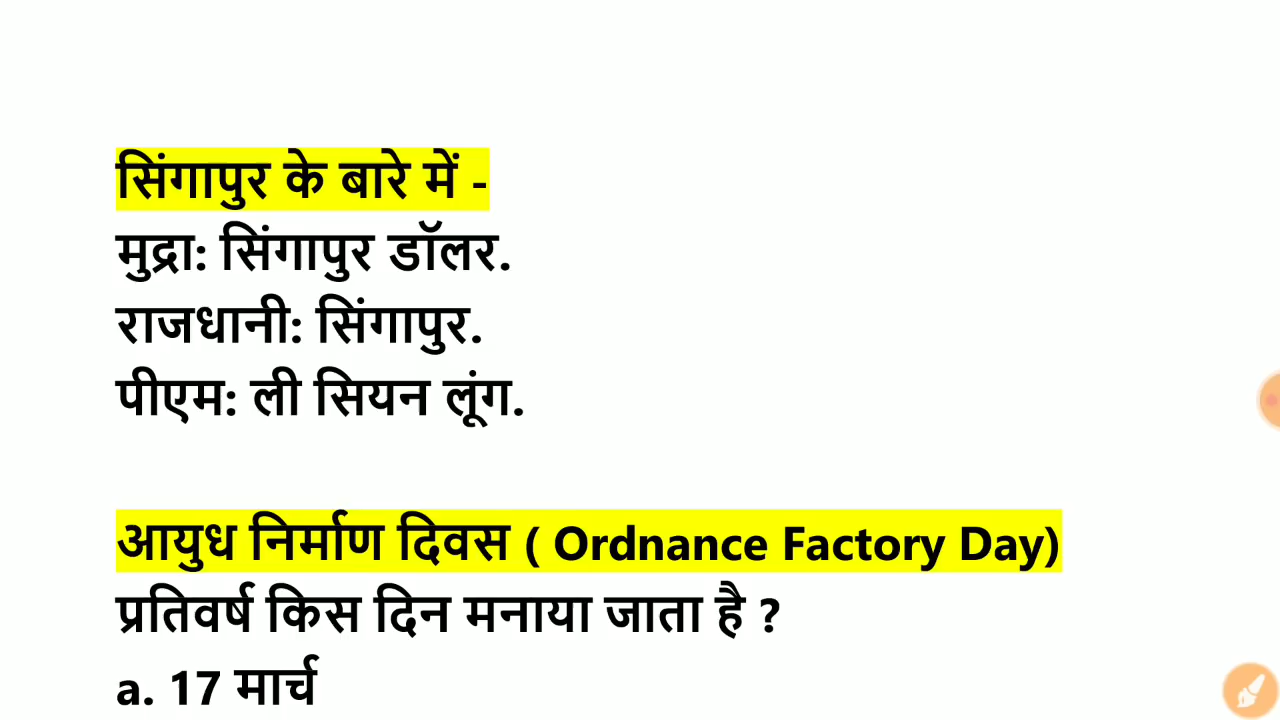 सिंगापुर के बारे में -
मुद्रा: सिंगापुर डॉलर.
राजधानी: सिंगापुर.
पीएम: ली सियन लूंग.
आयुध निर्माण दिवस ( Ordnance Factory Day)
प्रतिवर्ष किस दिन मनाया जाता है ?
a. 17 मार्च